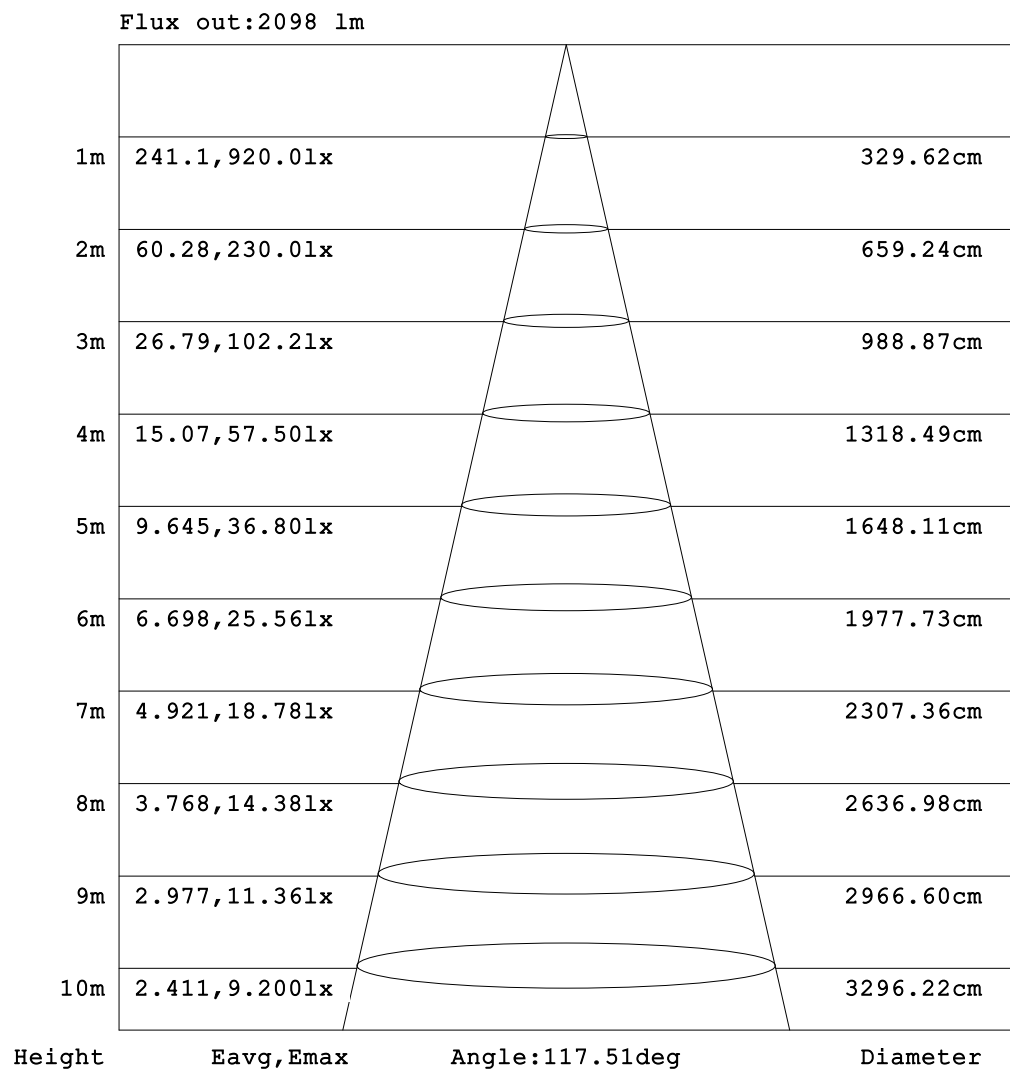 Flux out:2098 lm
1m 241.1,920.0lx 329.62cm
2m 60.28,230.0lx 659.24cm
3m 26.79,102.2lx 988.87cm
4m 15.07,57.50lx 1318.49cm
5m 9.645,36.80lx 1648.11cm
6m 6.698,25.56lx 1977.73cm
7m 4.921,18.78lx 2307.36cm
8m 3.768,14.38lx 2636.98cm
9m 2.977,11.36lx 2966.60cm
10m 2.411,9.200lx 3296.22cm
Height Eavg,Emax Angle:117.51deg Diameter